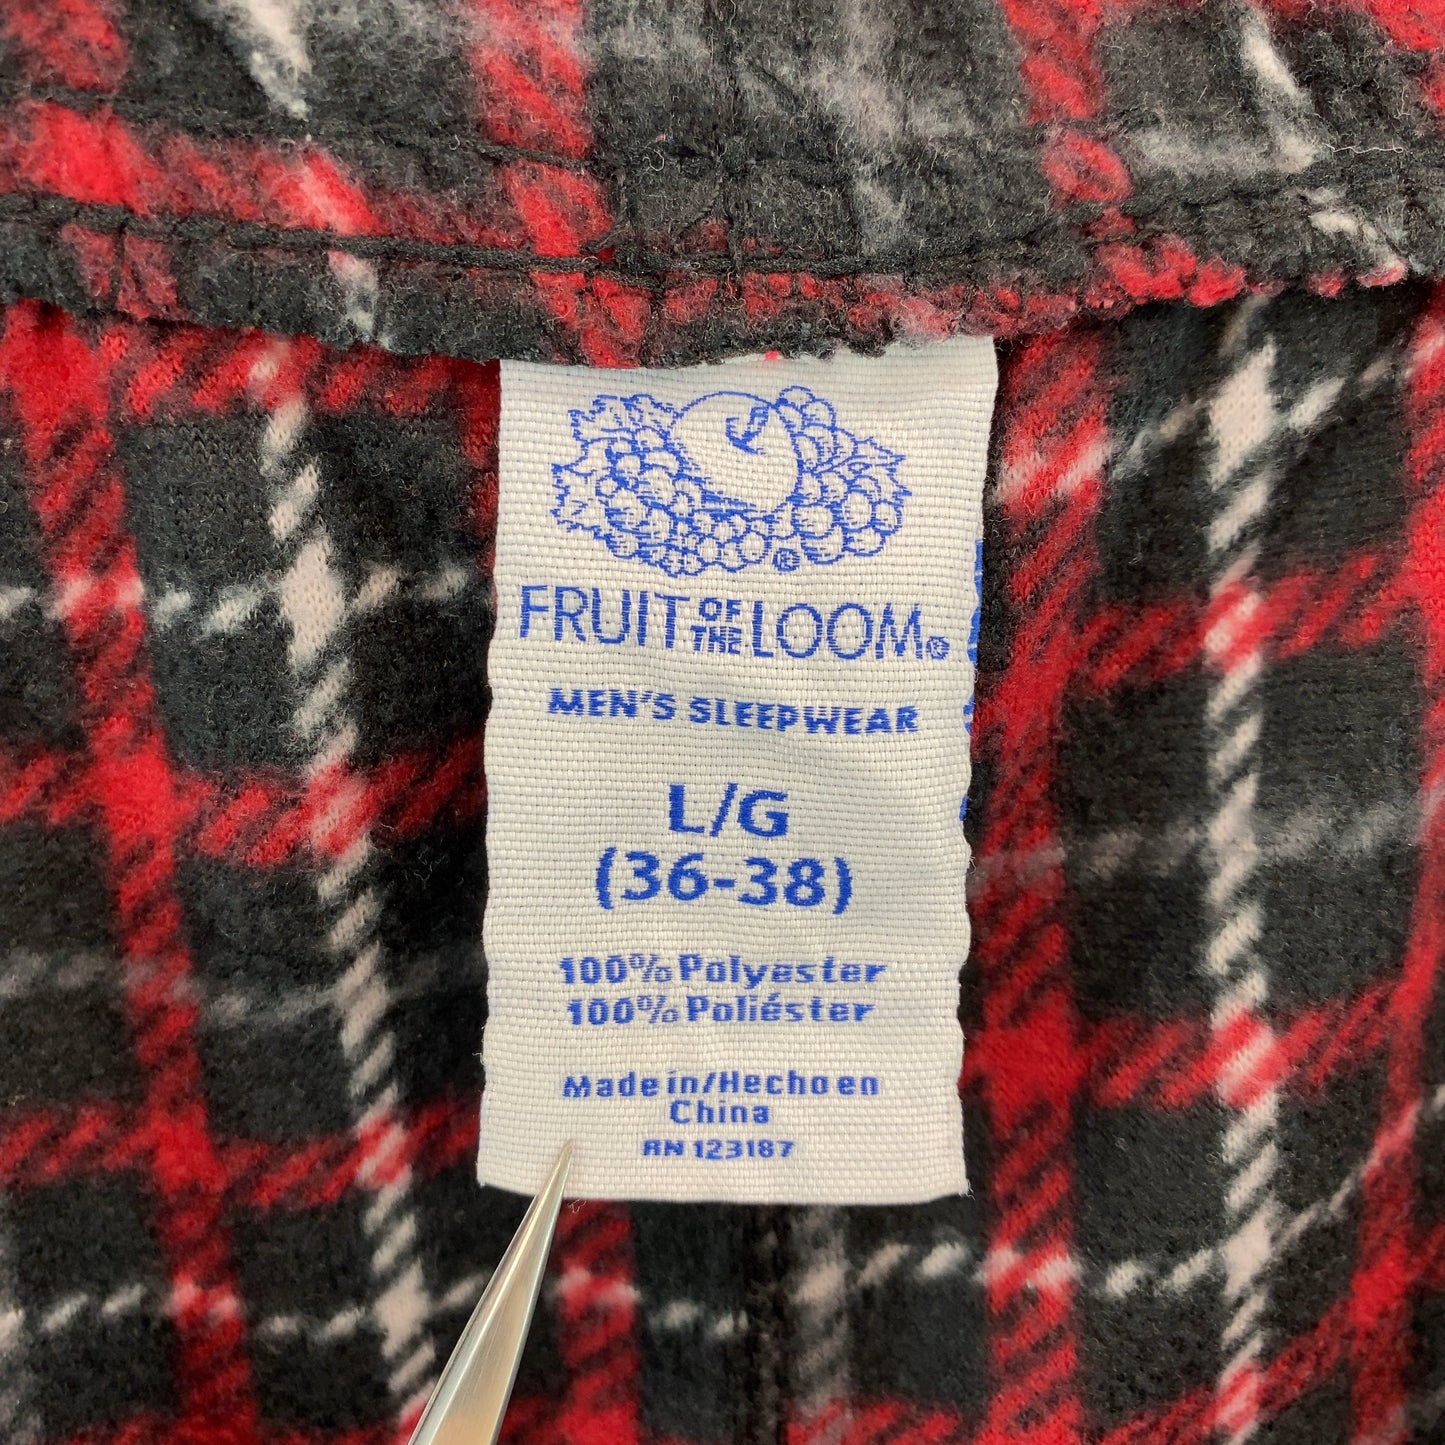 ®
FRUIT OF THE LOOM®
MEN'S SLEEPWEAR
L/G
(36-38)
100% Polyester
100% Poliéster
Made in/Hecho en
China
RN 123187